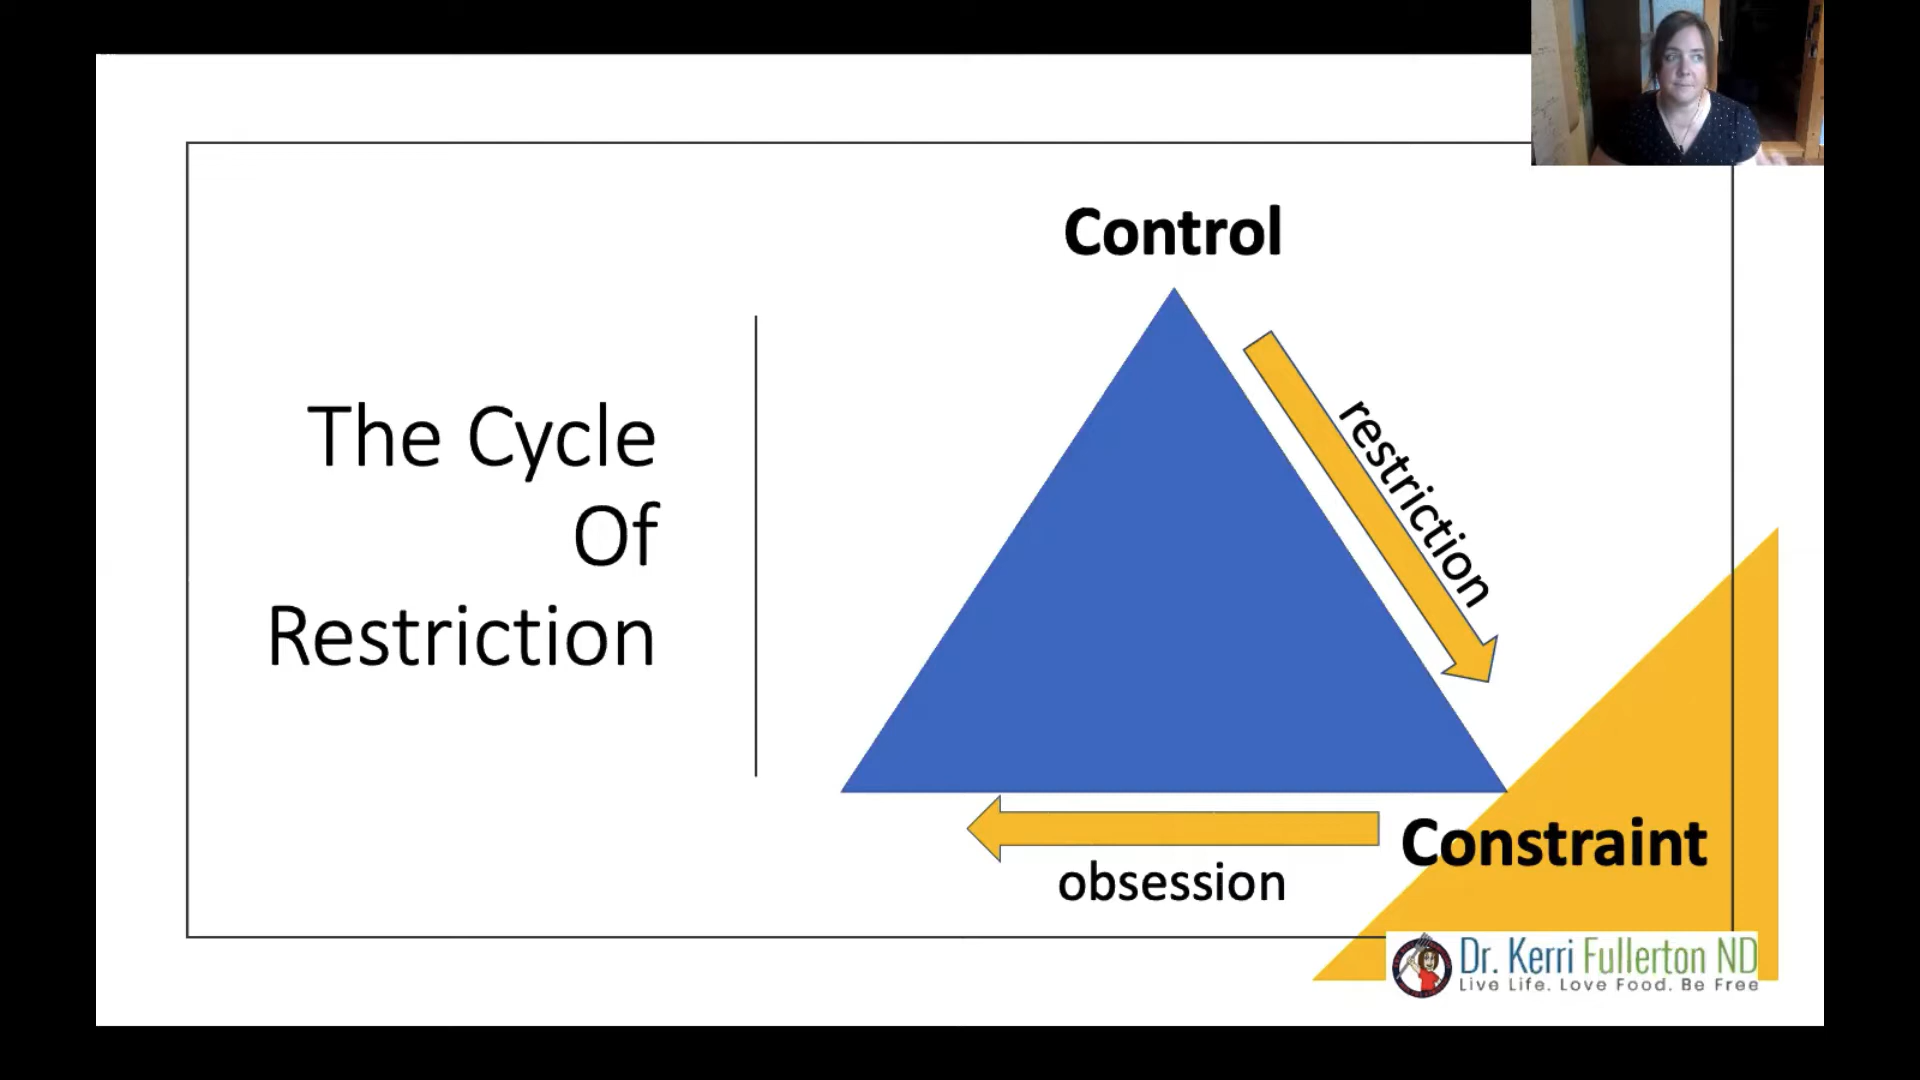 The Cycle
Of
Restriction
Control
restriction
Constraint
obsession
Dr. Kerri Fullerton ND
Live Life. Love Food. Be Free